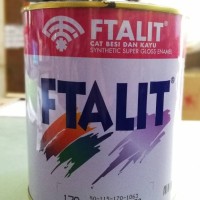 FTALIT®
CAT BESI DAN KAYU
SYNTHETIC SUPER GLOSS ENAMEL
FTALIT®